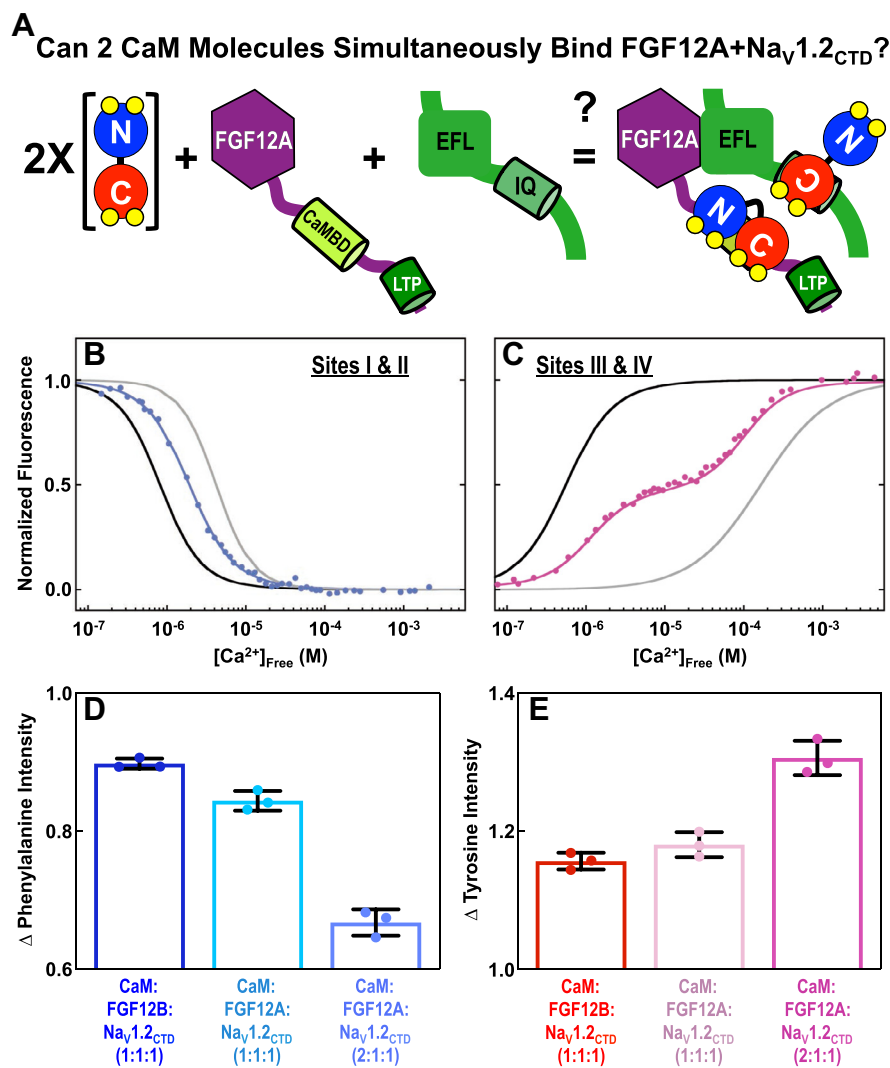 A
Can 2 CaM Molecules Simultaneously Bind FGF12A+NaV1.2CTD?
2X [ N C ] + FGF12A CaMBD LTP + EFL IQ ? = FGF12A EFL N C N C LTP
B
Sites I & II
Normalized Fluorescence
1.0
0.5
0.0
10-7 10-6 10-5 10-4 10-3
[Ca2+]Free (M)
C
Sites III & IV
10-7 10-6 10-5 10-4 10-3
[Ca2+]Free (M)
D
Δ Phenylalanine Intensity
1.0
0.8
0.6
CaM: FGF12B: NaV1.2CTD (1:1:1)
CaM: FGF12A: NaV1.2CTD (1:1:1)
CaM: FGF12A: NaV1.2CTD (2:1:1)
E
Δ Tyrosine Intensity
1.4
1.2
1.0
CaM: FGF12B: NaV1.2CTD (1:1:1)
CaM: FGF12A: NaV1.2CTD (1:1:1)
CaM: FGF12A: NaV1.2CTD (2:1:1)